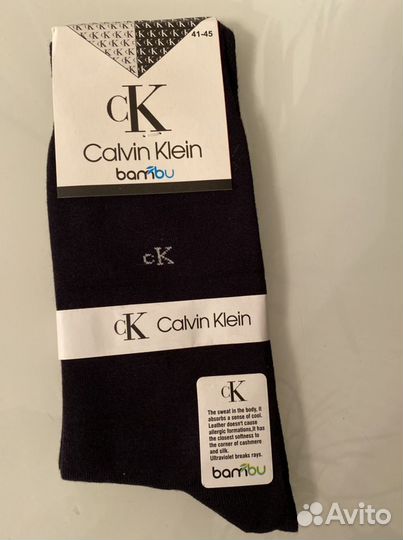 41-45
cK
Calvin Klein
bambu
cK
cK Calvin Klein
cK
The sweat in the body, it
absorbs a sense of cool.
Leather doesn't cause
allergic formations.It has
the closest softness to
the corner of cashmere
and silk.
Ultraviolet breaks rays.
bambu
Avito